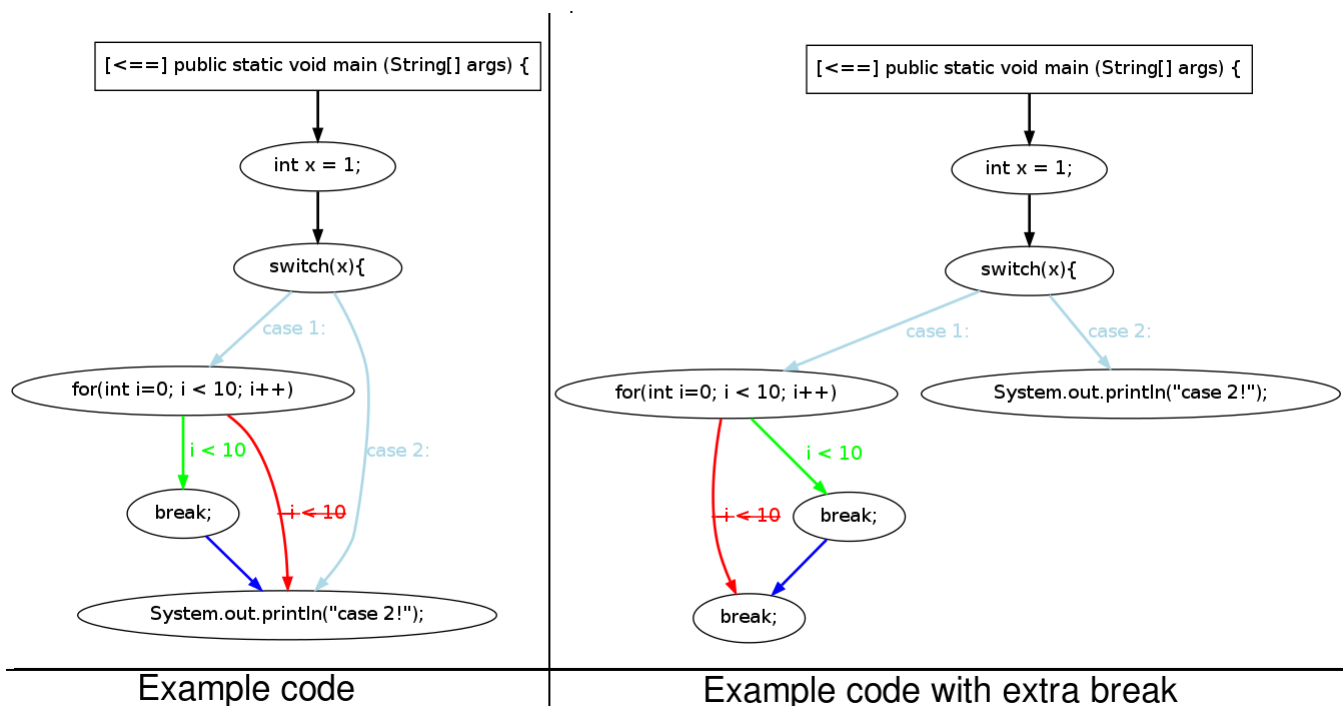 [<==] public static void main (String[] args) {
int x = 1;
switch(x){
case 1:
for(int i=0; i < 10; i++)
i < 10
case 2:
break;
i < 10
System.out.println("case 2!");
Example code
[<==] public static void main (String[] args) {
int x = 1;
switch(x){
case 1:
case 2:
for(int i=0; i < 10; i++)
System.out.println("case 2!");
i < 10
i < 10
break;
break;
Example code with extra break